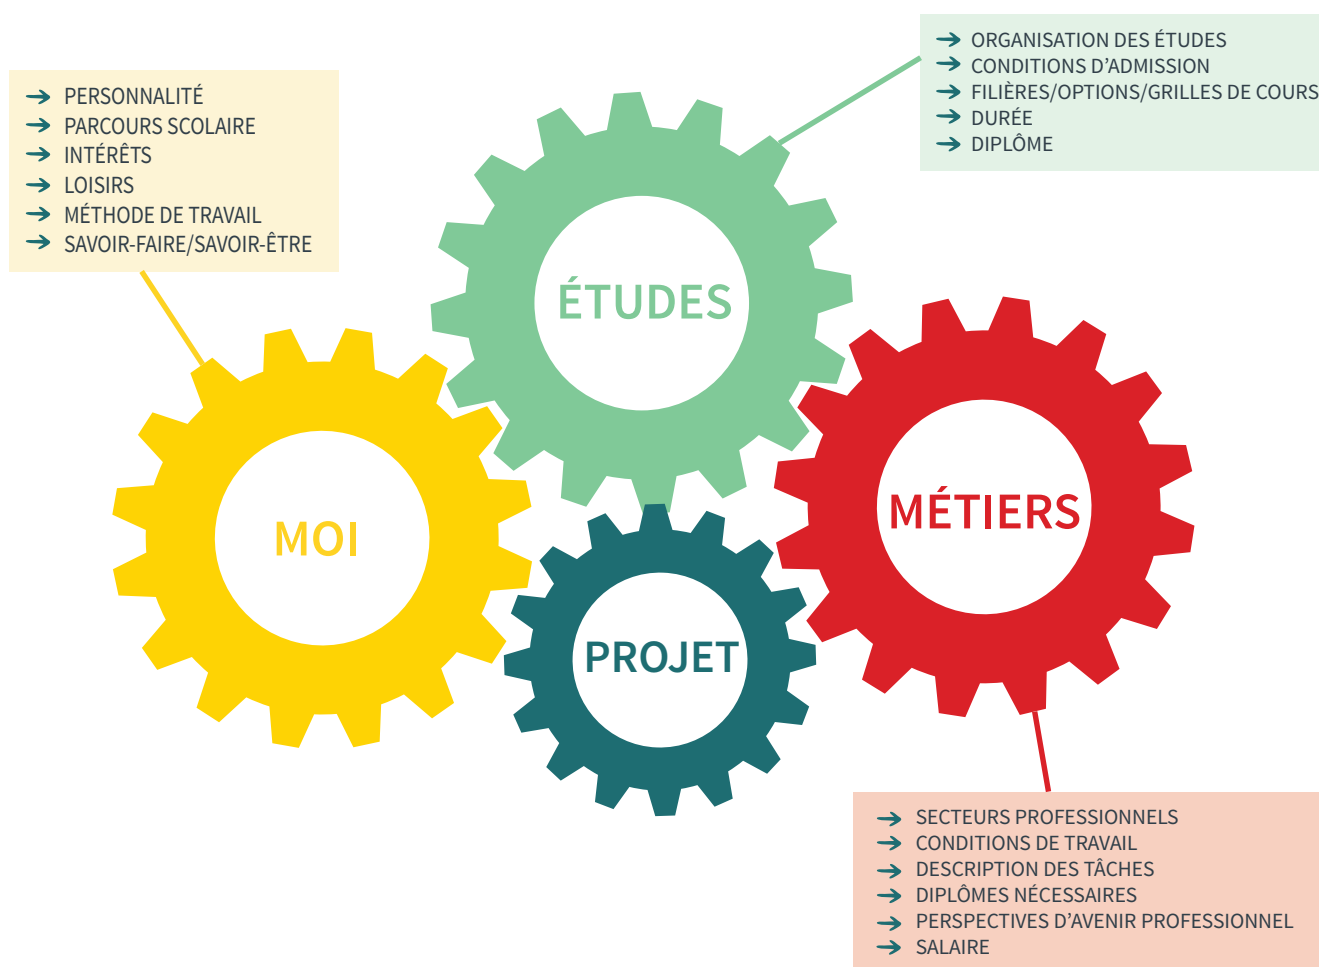 → ORGANISATION DES ÉTUDES
→ CONDITIONS D'ADMISSION
→ FILIÈRES/OPTIONS/GRILLES DE COURS
→ DURÉE
→ DIPLÔME
→ PERSONNALITÉ
→ PARCOURS SCOLAIRE
→ INTÉRÊTS
→ LOISIRS
→ MÉTHODE DE TRAVAIL
→ SAVOIR-FAIRE/SAVOIR-ÊTRE
ÉTUDES
MOI
MÉTIERS
PROJET
→ SECTEURS PROFESSIONNELS
→ CONDITIONS DE TRAVAIL
→ DESCRIPTION DES TÂCHES
→ DIPLÔMES NÉCESSAIRES
→ PERSPECTIVES D'AVENIR PROFESSIONNEL
→ SALAIRE